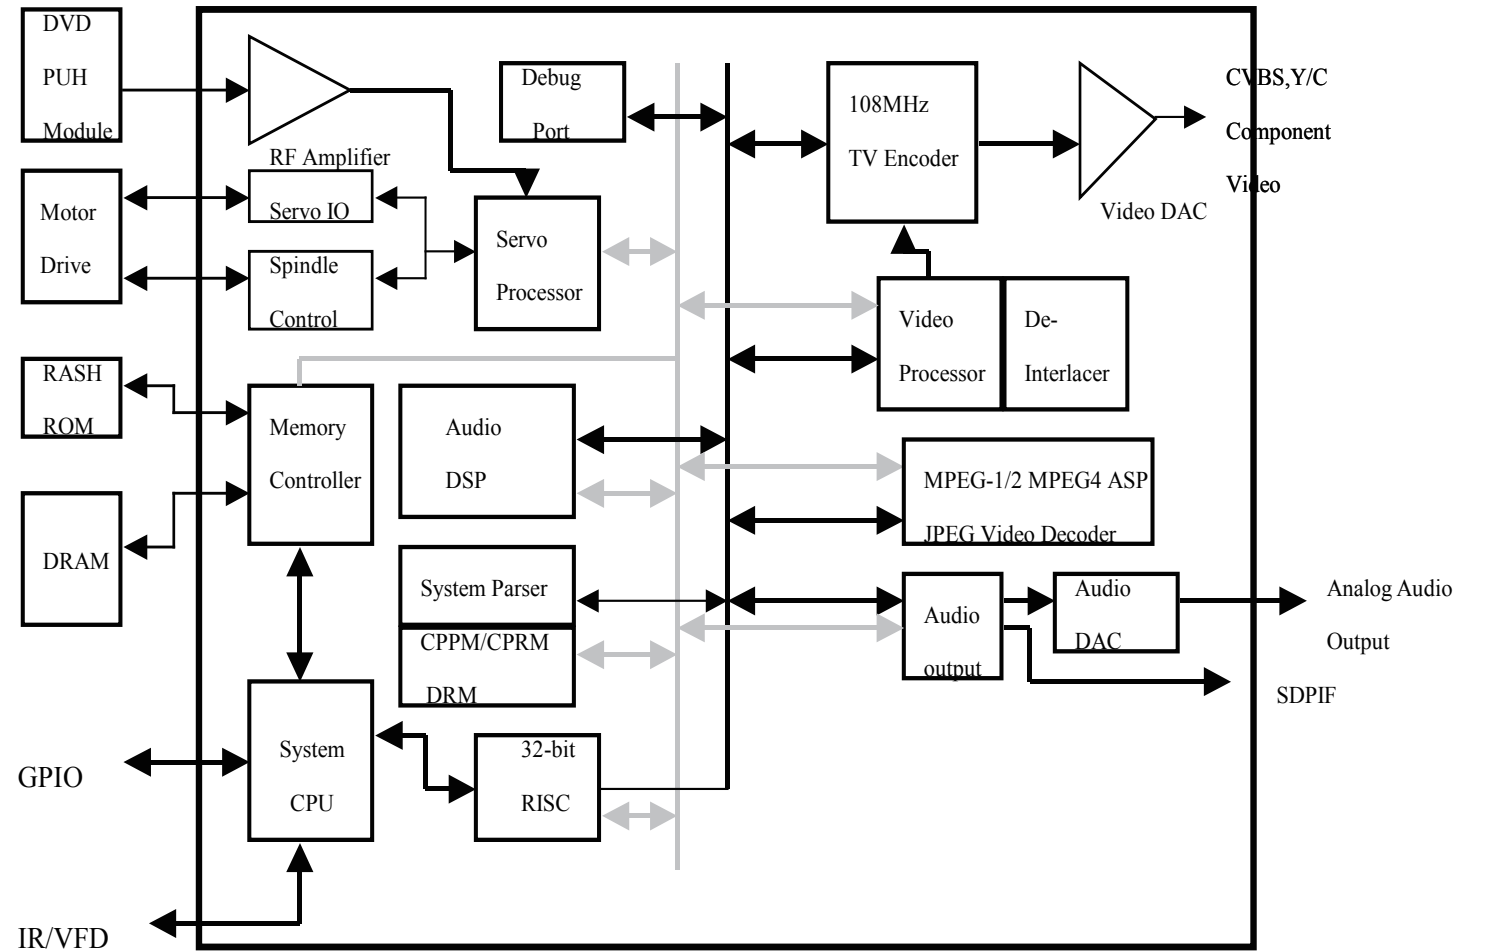 DVD
PUH
Module
RF Amplifier
Debug
Port
108MHz
TV Encoder
CVBS,Y/C
Component
Video
Video DAC
Motor
Drive
Servo IO
Spindle
Control
Servo
Processor
Video
Processor
De-
Interlacer
RASH
ROM
Memory
Controller
Audio
DSP
MPEG-1/2 MPEG4 ASP
JPEG Video Decoder
DRAM
System Parser
CPPM/CPRM
DRM
Audio
output
Audio
DAC
Analog Audio
Output
SDPIF
System
CPU
32-bit
RISC
GPIO
IR/VFD